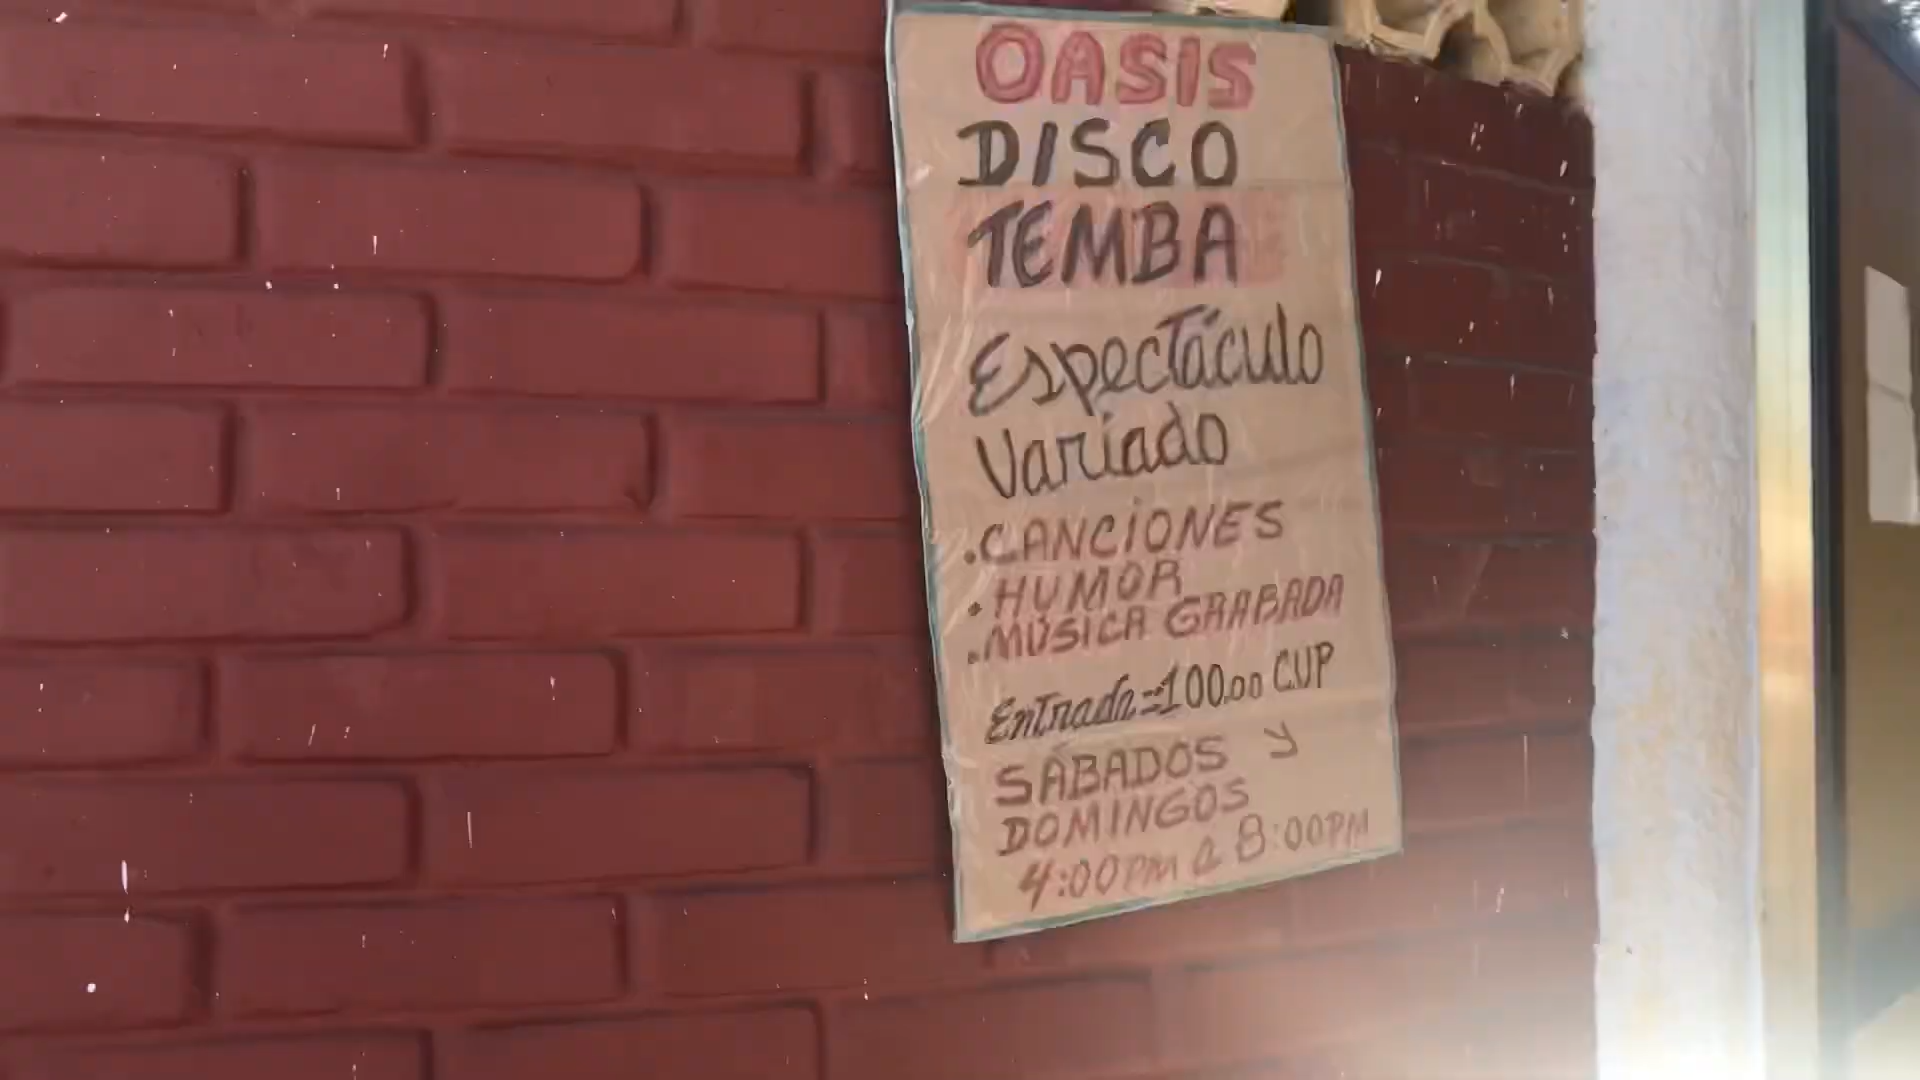 OASIS
DISCO
TEMBA
Espectáculo
Variado
.CANCIONES
.HUMOR
.MÚSICA GRABADA
Entrada=100.00 CUP
SÁBADOS Y
DOMINGOS
4:00PM a 8:00PM